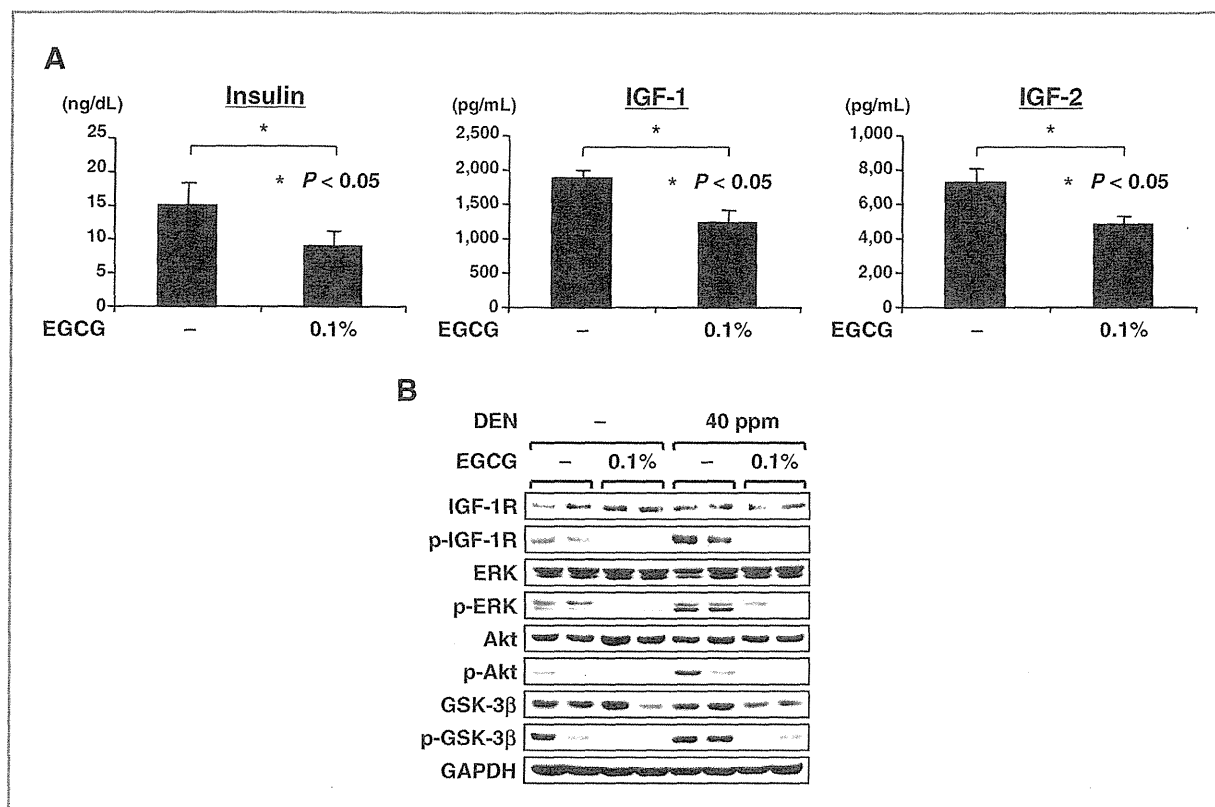 A
Insulin
(ng/dL)
25
20
15
10
5
0
*
* P < 0.05
EGCG – 0.1%
IGF-1
(pg/mL)
2,500
2,000
1,500
1,000
500
0
*
* P < 0.05
EGCG – 0.1%
IGF-2
(pg/mL)
1,000
8,00
6,00
4,00
2,00
0
*
* P < 0.05
EGCG – 0.1%
B
DEN – 40 ppm
EGCG – 0.1% – 0.1%
IGF-1R
p-IGF-1R
ERK
p-ERK
Akt
p-Akt
GSK-3β
p-GSK-3β
GAPDH